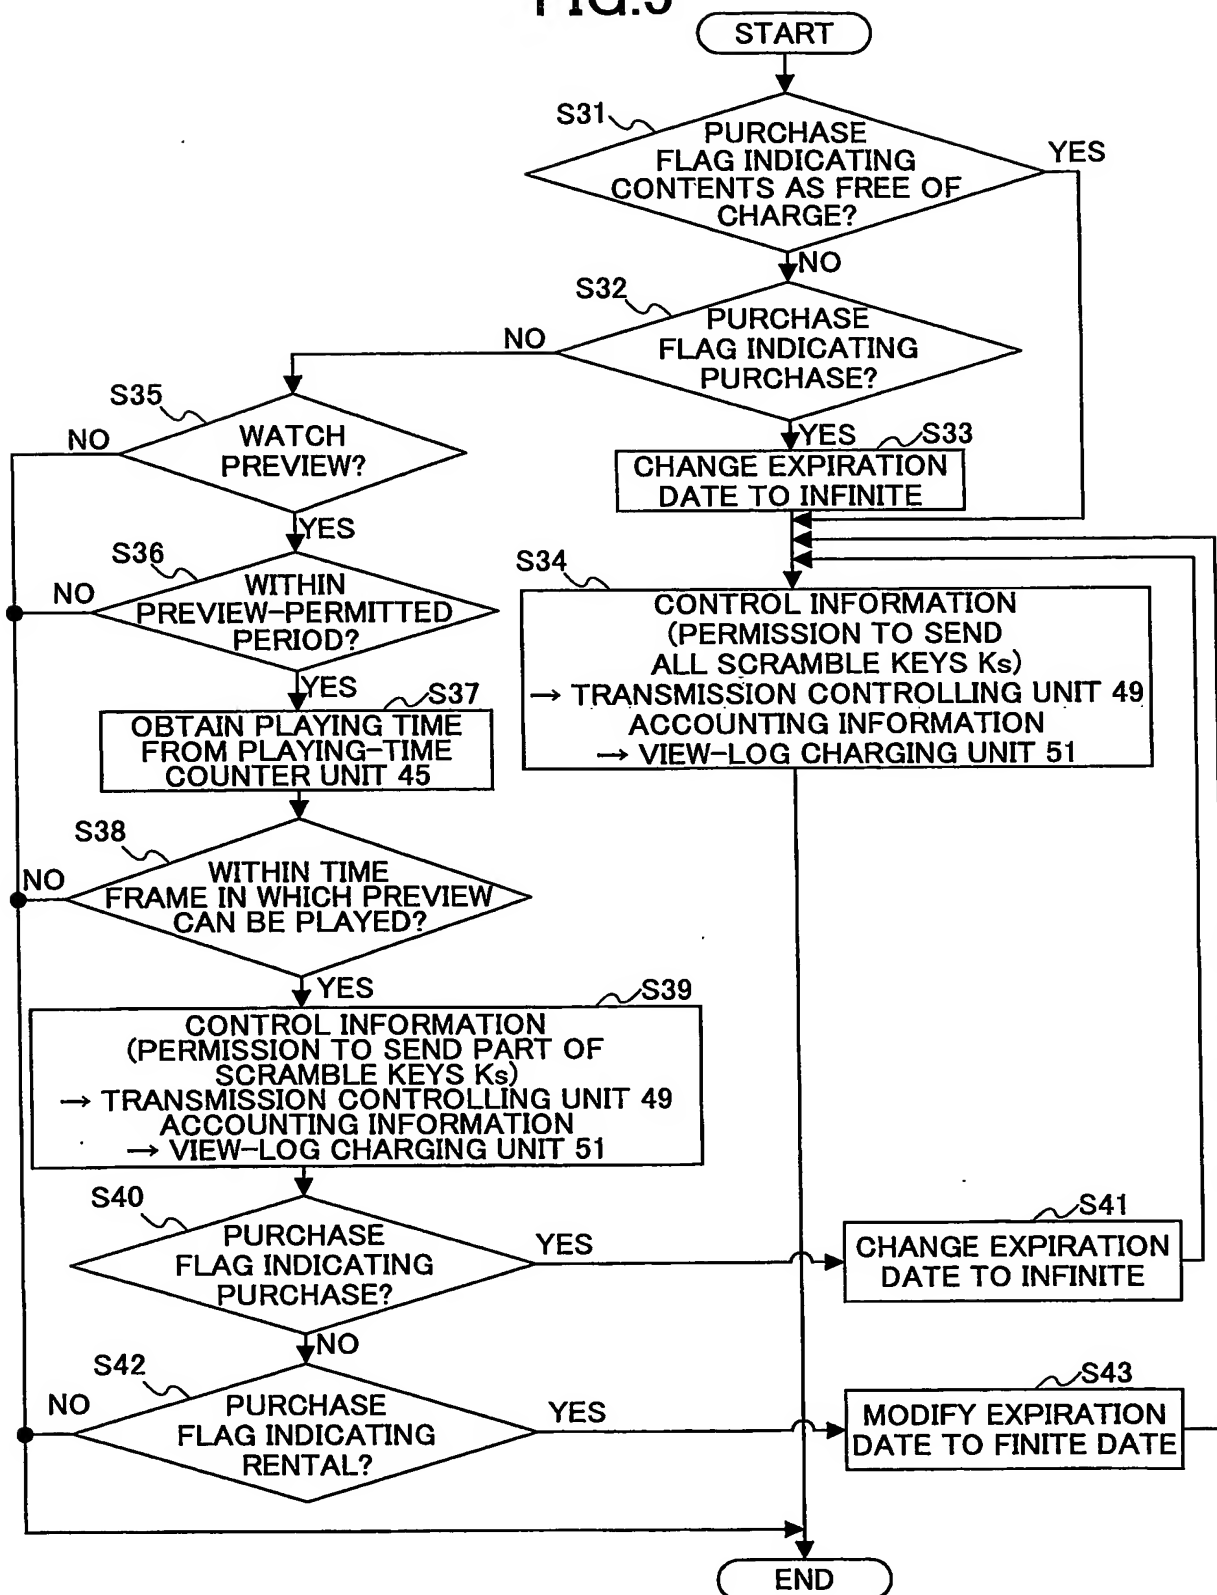 START
S31
PURCHASE
FLAG INDICATING
CONTENTS AS FREE OF
CHARGE?
YES
NO
S32
PURCHASE
FLAG INDICATING
PURCHASE?
NO
YES
S33
CHANGE EXPIRATION
DATE TO INFINITE
S35
WATCH
PREVIEW?
NO
YES
S36
WITHIN
PREVIEW-PERMITTED
PERIOD?
NO
YES
S34
CONTROL INFORMATION
(PERMISSION TO SEND
ALL SCRAMBLE KEYS Ks)
→ TRANSMISSION CONTROLLING UNIT 49
ACCOUNTING INFORMATION
→ VIEW-LOG CHARGING UNIT 51
S37
OBTAIN PLAYING TIME
FROM PLAYING-TIME
COUNTER UNIT 45
S38
WITHIN TIME
FRAME IN WHICH PREVIEW
CAN BE PLAYED?
NO
YES
S39
CONTROL INFORMATION
(PERMISSION TO SEND PART OF
SCRAMBLE KEYS Ks)
→ TRANSMISSION CONTROLLING UNIT 49
ACCOUNTING INFORMATION
→ VIEW-LOG CHARGING UNIT 51
S40
PURCHASE
FLAG INDICATING
PURCHASE?
YES
NO
S41
CHANGE EXPIRATION
DATE TO INFINITE
S42
PURCHASE
FLAG INDICATING
RENTAL?
NO
YES
S43
MODIFY EXPIRATION
DATE TO FINITE DATE
END